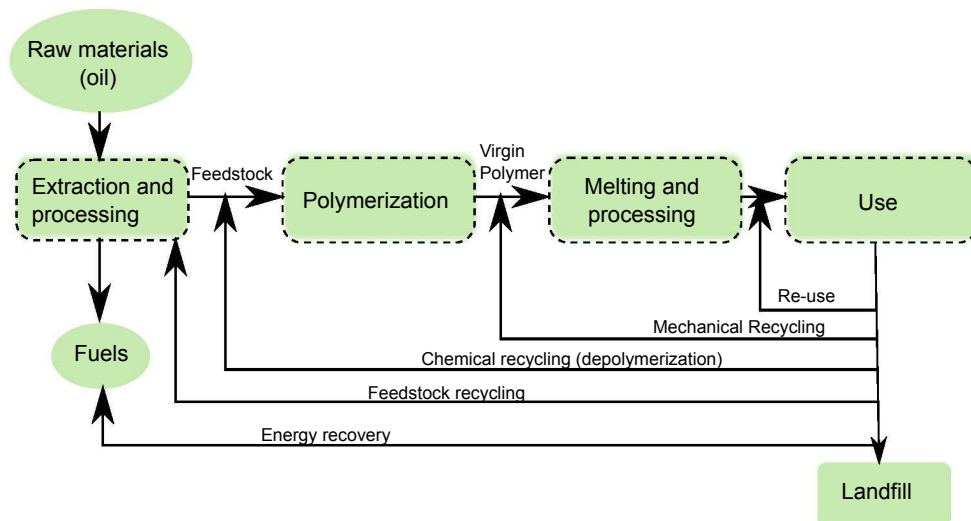 Raw materials
(oil)
Extraction and
processing
Feedstock
Polymerization
Virgin
Polymer
Melting and
processing
Use
Re-use
Mechanical Recycling
Chemical recycling (depolymerization)
Fuels
Feedstock recycling
Energy recovery
Landfill